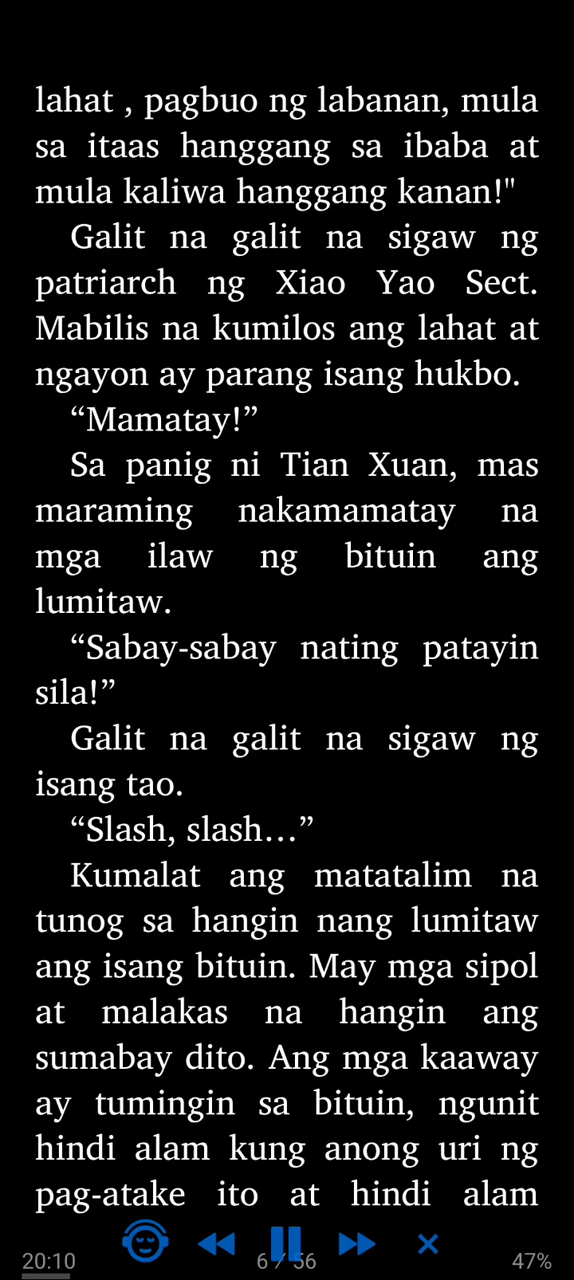 lahat , pagbuo ng labanan, mula
sa itaas hanggang sa ibaba at
mula kaliwa hanggang kanan!"
Galit na galit na sigaw ng
patriarch ng Xiao Yao Sect.
Mabilis na kumilos ang lahat at
ngayon ay parang isang hukbo.
“Mamatay!”
Sa panig ni Tian Xuan, mas
maraming nakamamatay na
mga ilaw ng bituin ang
lumitaw.
“Sabay-sabay nating patayin
sila!”
Galit na galit na sigaw ng
isang tao.
“Slash, slash…”
Kumalat ang matatalim na
tunog sa hangin nang lumitaw
ang isang bituin. May mga sipol
at malakas na hangin ang
sumabay dito. Ang mga kaaway
ay tumingin sa bituin, ngunit
hindi alam kung anong uri ng
pag-atake ito at hindi alam
20:10 6 / 56 47%